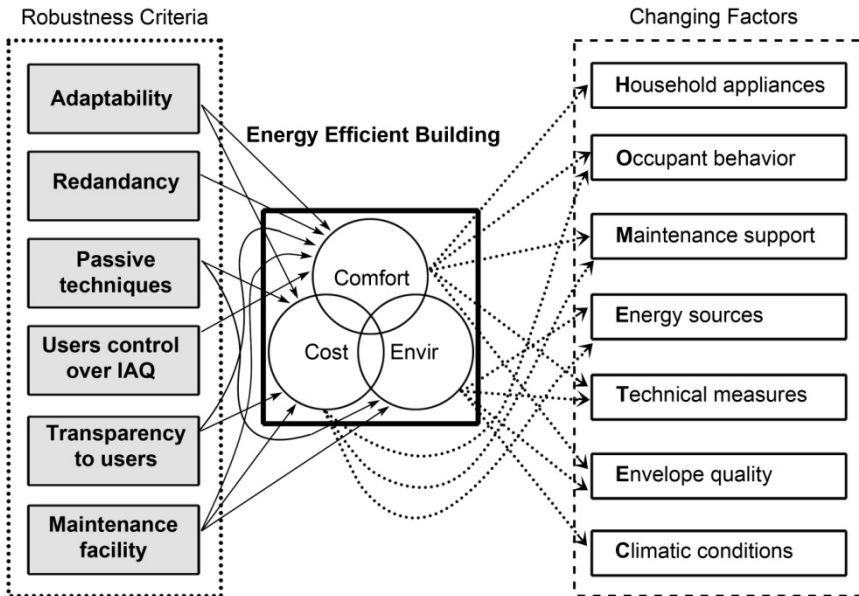 Robustness Criteria
Adaptability
Redandancy
Passive
techniques
Users control
over IAQ
Transparency
to users
Maintenance
facility
Energy Efficient Building
Comfort
Cost
Envir
Changing Factors
Household appliances
Occupant behavior
Maintenance support
Energy sources
Technical measures
Envelope quality
Climatic conditions